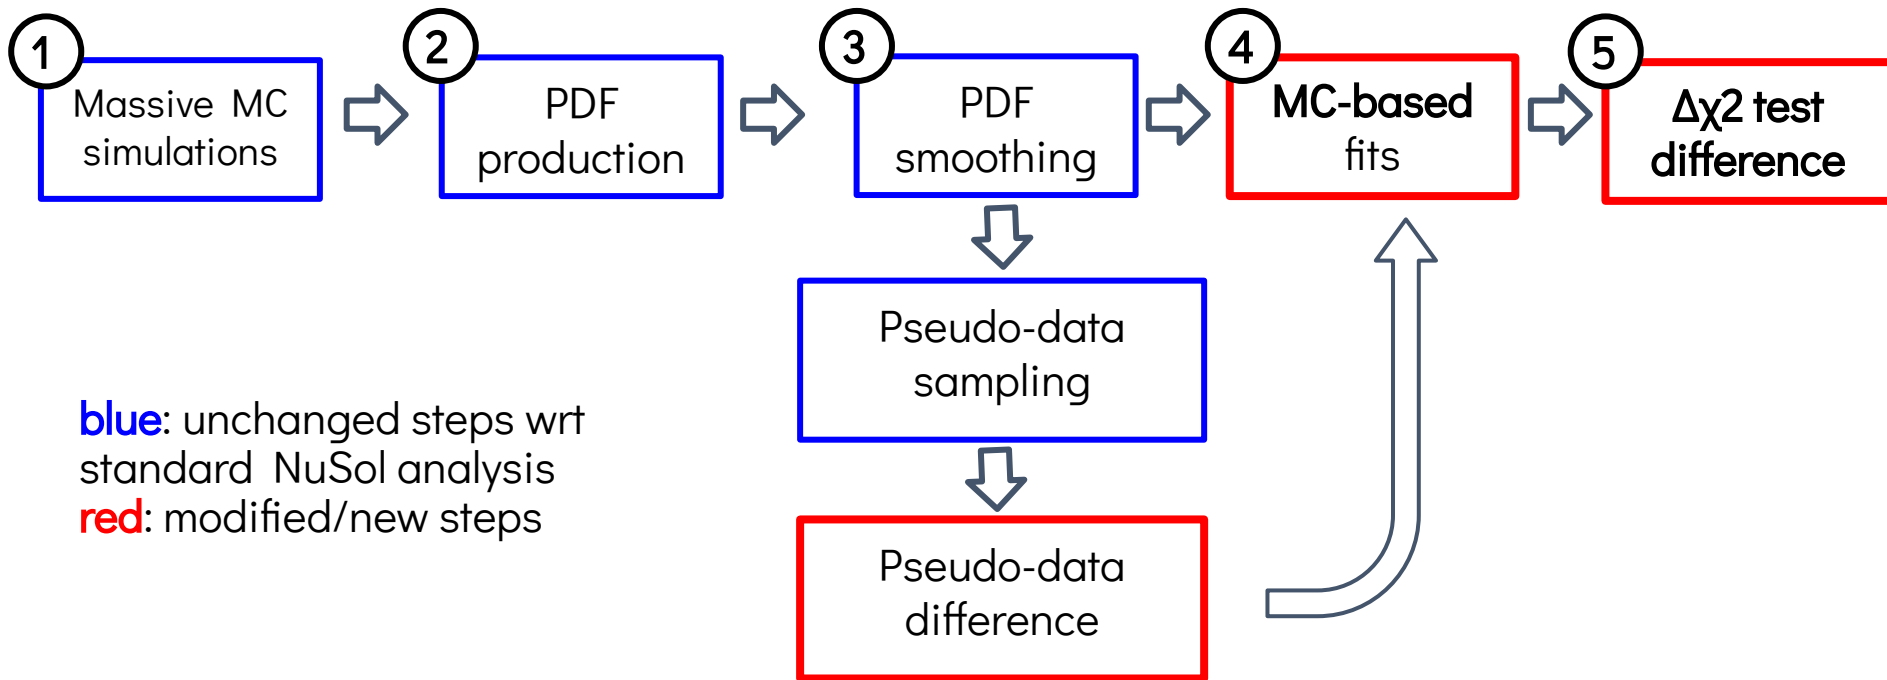 1
Massive MC
simulations
2
PDF
production
3
PDF
smoothing
4
MC-based
fits
5
Δχ2 test
difference
Pseudo-data
sampling
Pseudo-data
difference
blue: unchanged steps wrt
standard NuSol analysis
red: modified/new steps